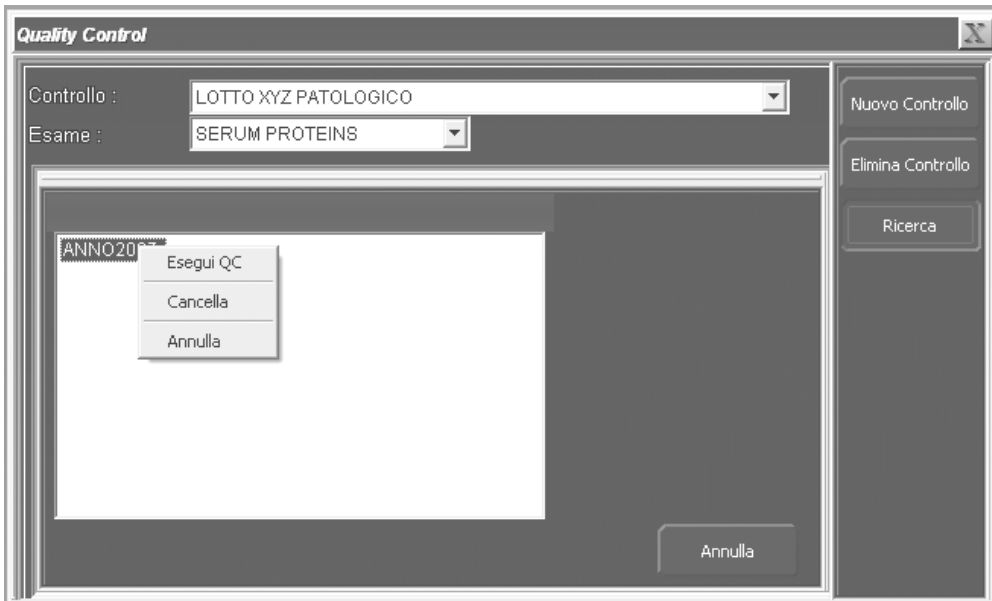 Quality Control
X
Controllo :
LOTTO XYZ PATOLOGICO
Nuovo Controllo
Esame :
SERUM PROTEINS
Elimina Controllo
Ricerca
Esegui QC
Cancella
Annulla
Annulla